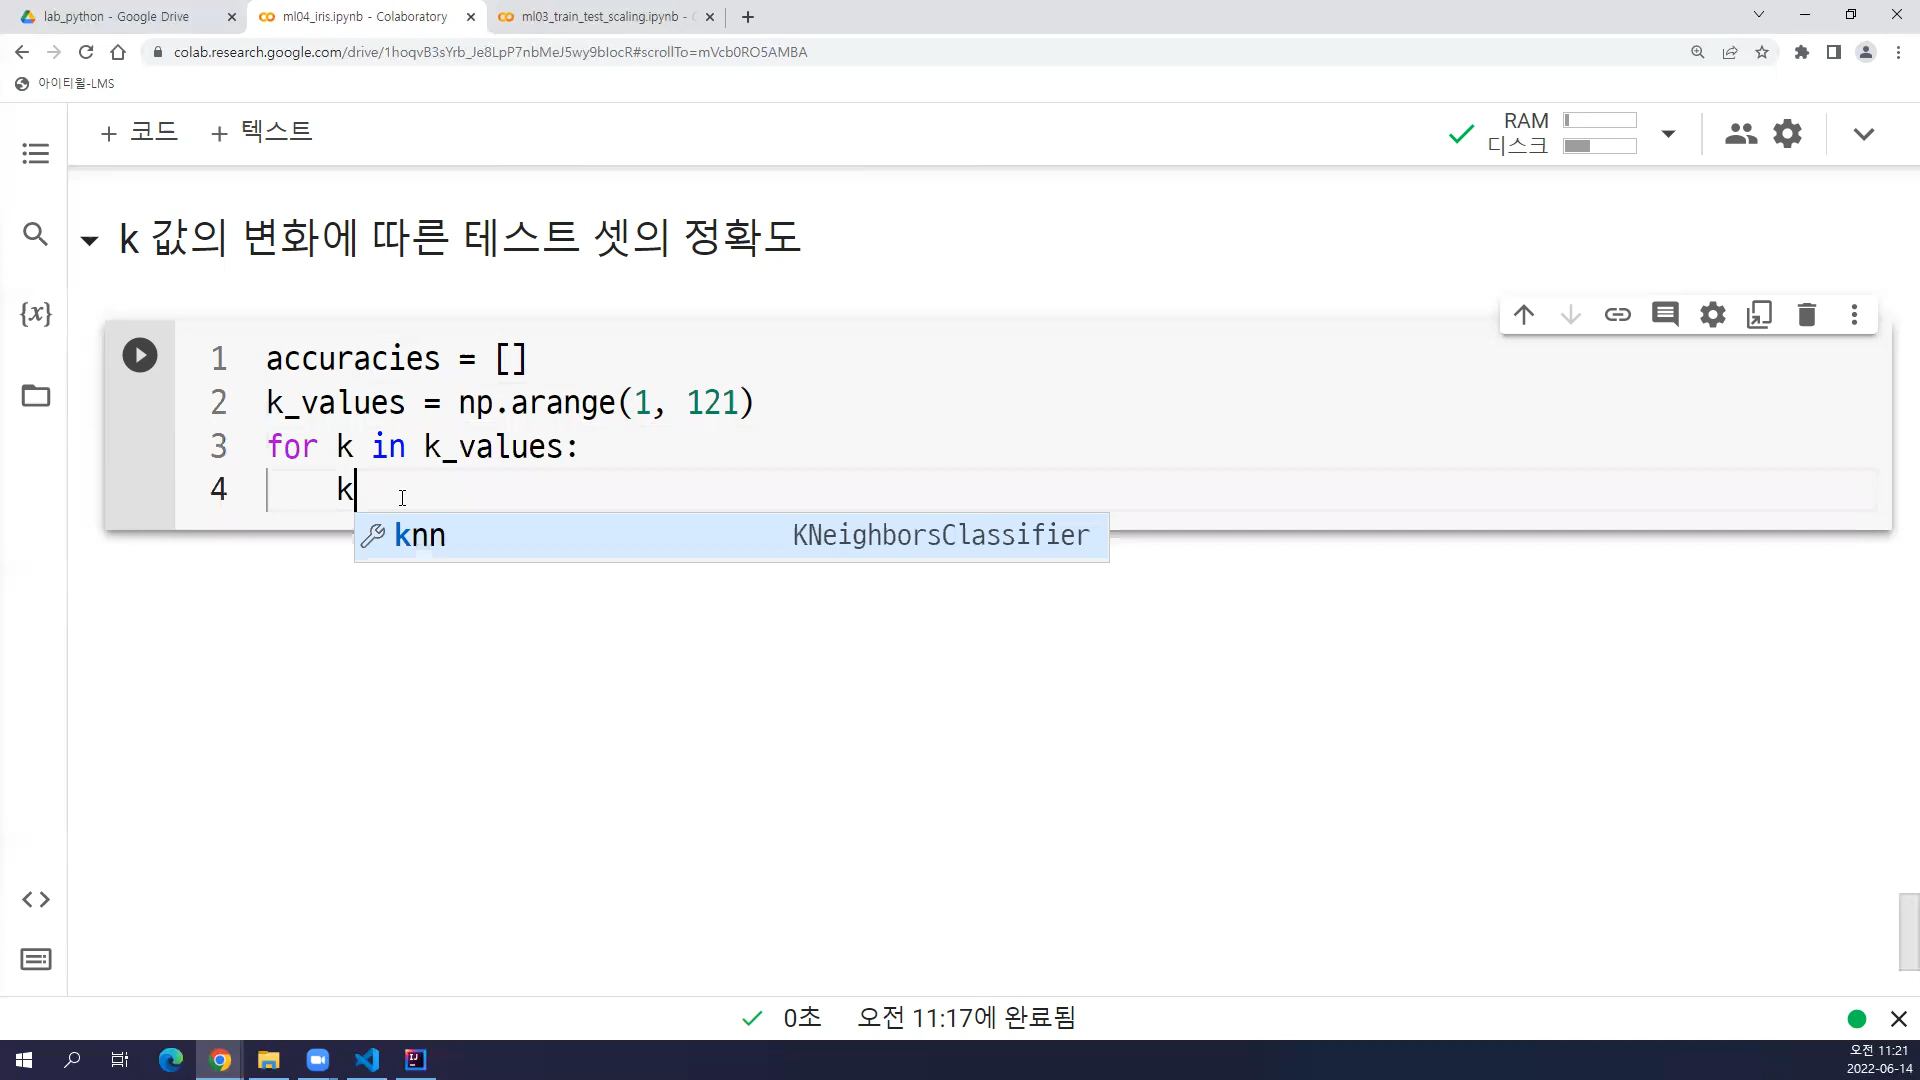 lab_python - Google Drive
ml04_iris.ipynb - Colaboratory
ml03_train_test_scaling.ipynb -
colab.research.google.com/drive/1hoqvB3sYrb_Je8LpP7nbMeJ5wy9bIocR#scrollTo=mVcb0RO5AMBA
아이티윌-LMS
+ 코드 + 텍스트
RAM
디스크
k 값의 변화에 따른 테스트 셋의 정확도
{x}
1 accuracies = []
2 k_values = np.arange(1, 121)
3 for k in k_values:
4 k
knn KNeighborsClassifier
0초 오전 11:17에 완료됨
오전 11:21
2022-06-14